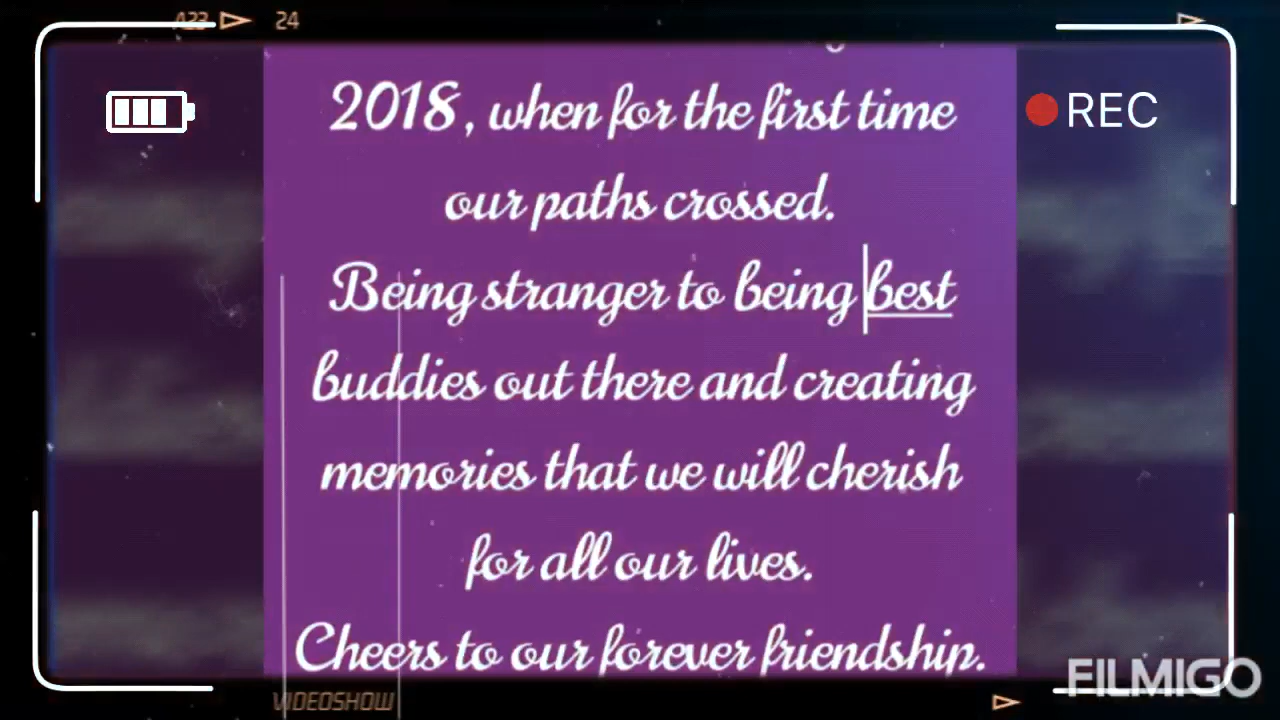 A23 24
2018, when for the first time
our paths crossed.
REC
Being stranger to being best
buddies out there and creating
memories that we will cherish
for all our lives.
Cheers to our forever friendship.
FILMIGO
VIDEOSHOW